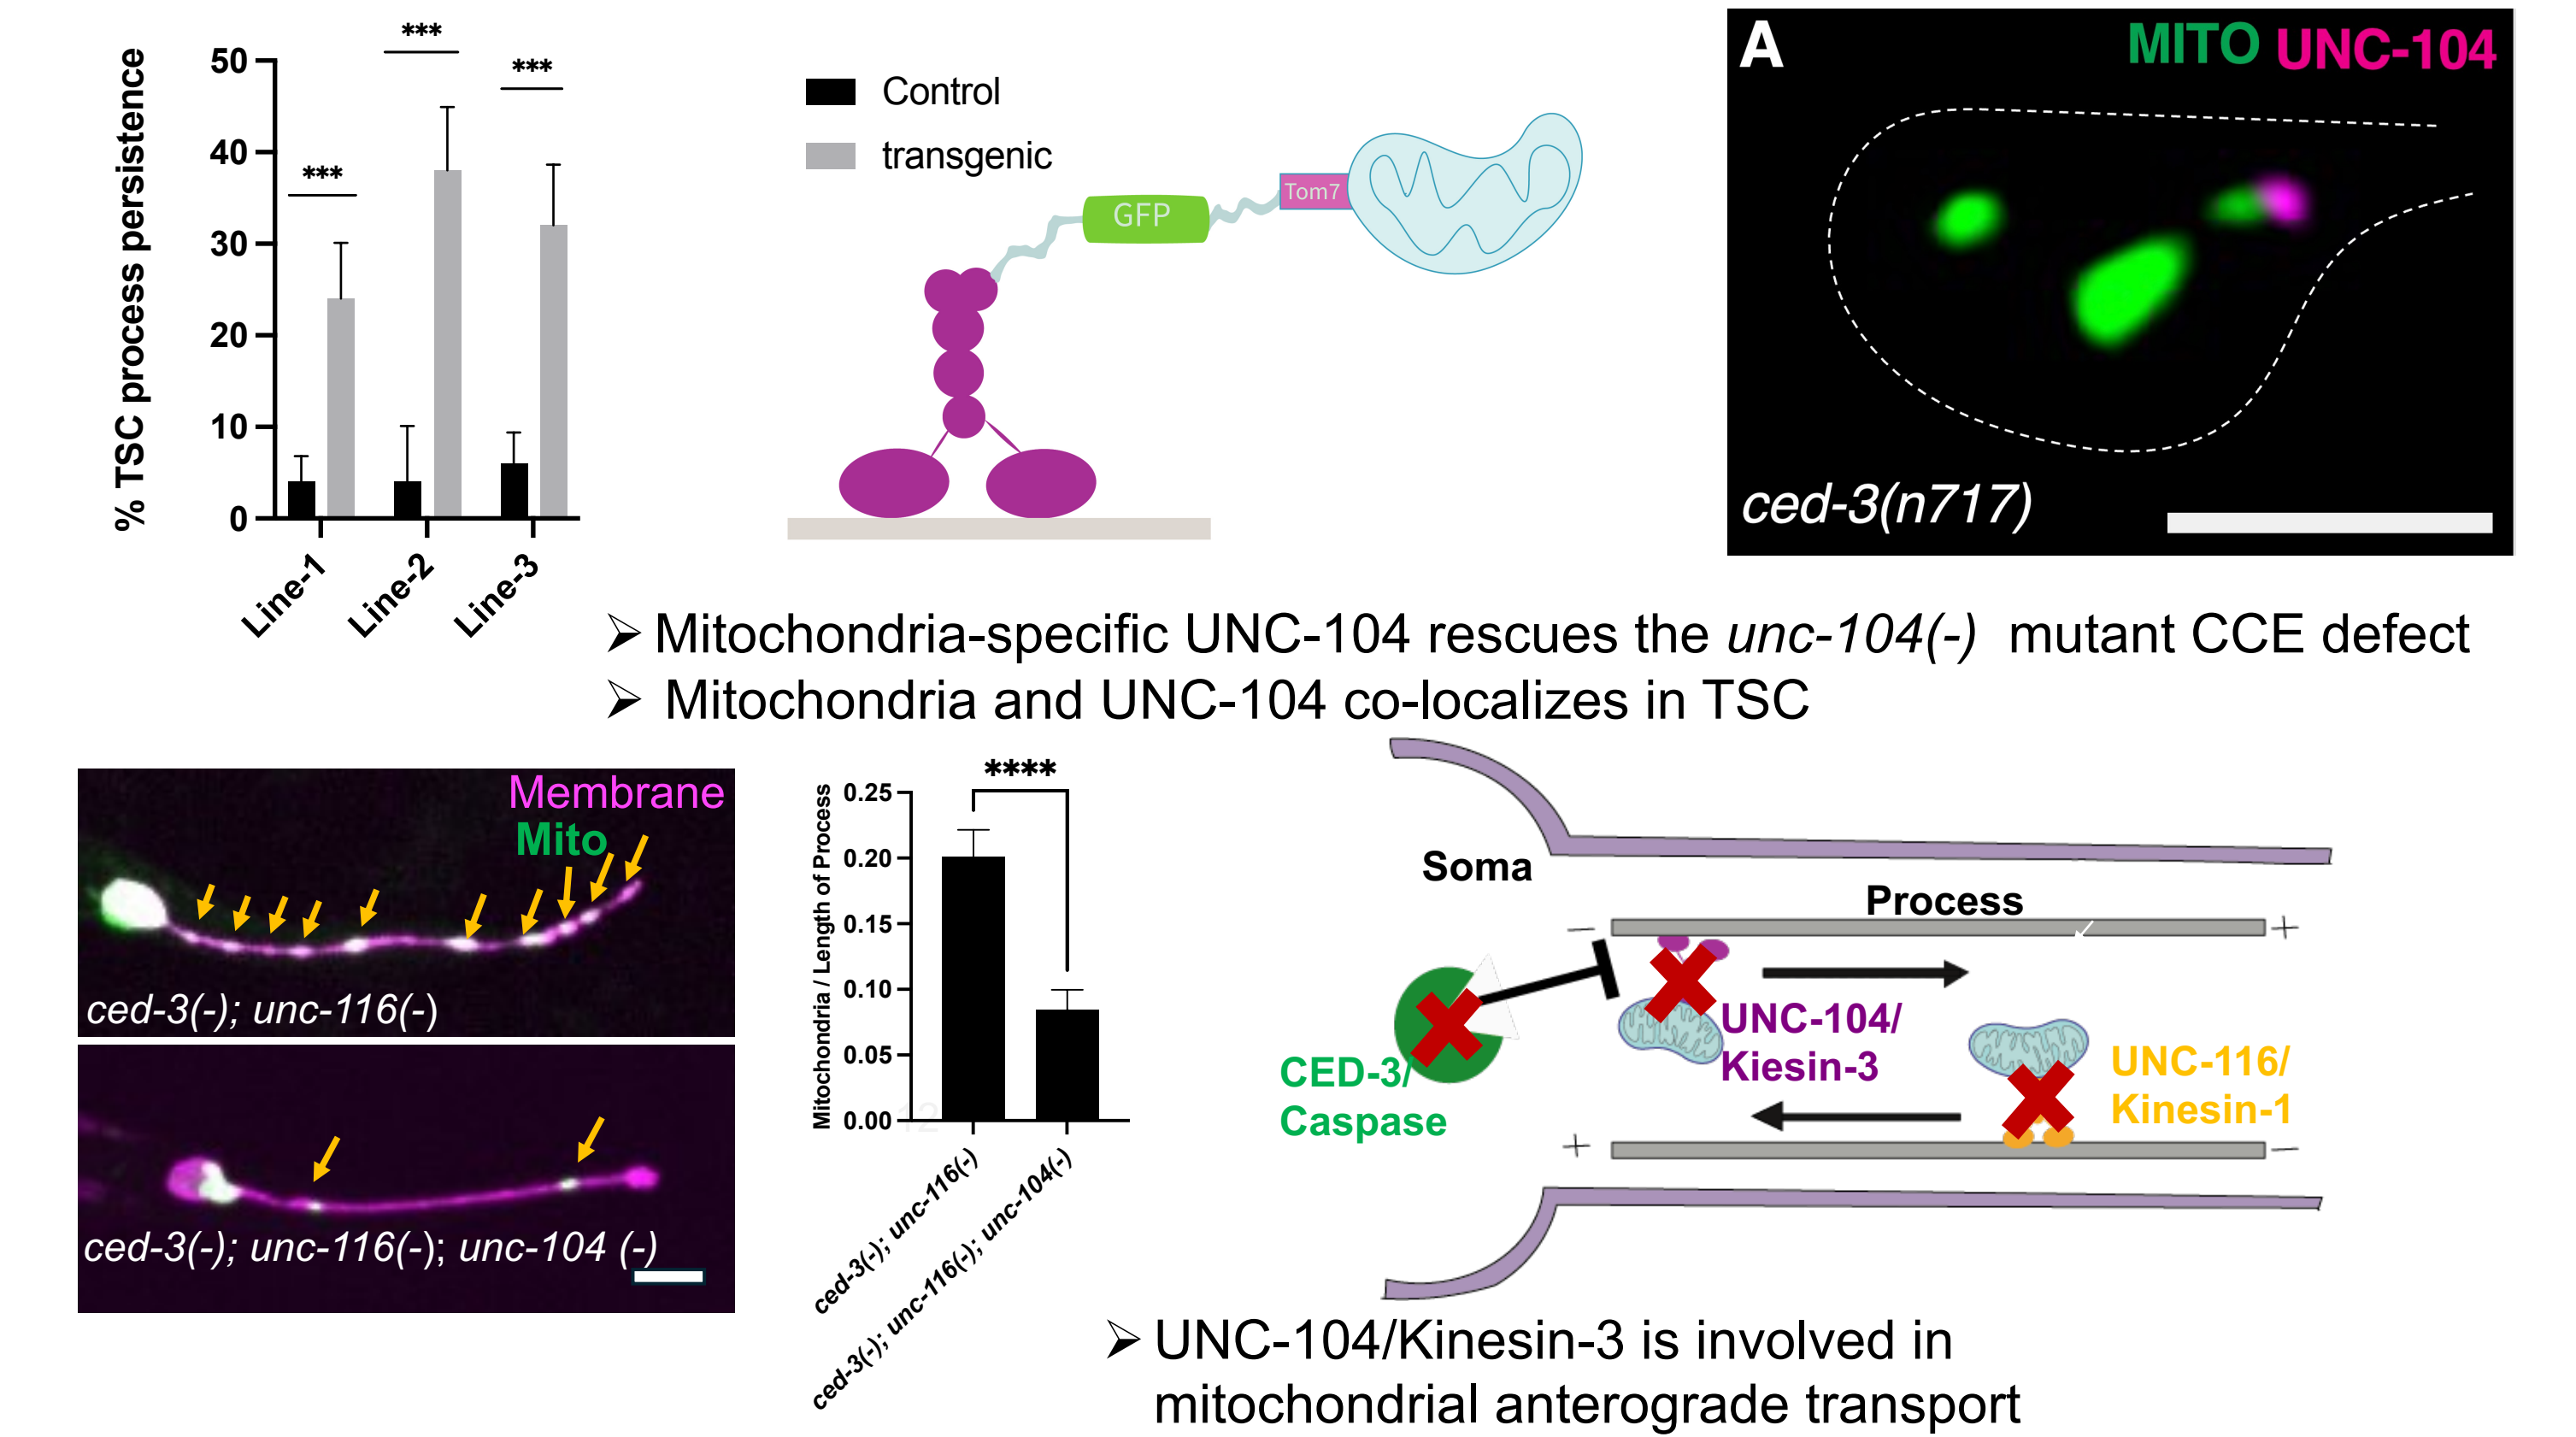 % TSC process persistence
50
40
30
20
10
0
***
***
***
Line-1
Line-2
Line-3
Control
transgenic
GFP
Tom7
A
MITO UNC-104
ced-3(n717)
➢ Mitochondria-specific UNC-104 rescues the unc-104(-) mutant CCE defect
➢ Mitochondria and UNC-104 co-localizes in TSC
Membrane
Mito
ced-3(-); unc-116(-)
ced-3(-); unc-116(-); unc-104 (-)
Mitochondria / Length of Process
****
0.25
0.20
0.15
0.10
0.05
0.00
12
ced-3(-); unc-116(-)
ced-3(-); unc-116(-); unc-104(-)
Soma
Process
− +
UNC-104/
Kiesin-3
CED-3/
Caspase
UNC-116/
Kinesin-1
+ −
➢ UNC-104/Kinesin-3 is involved in
mitochondrial anterograde transport